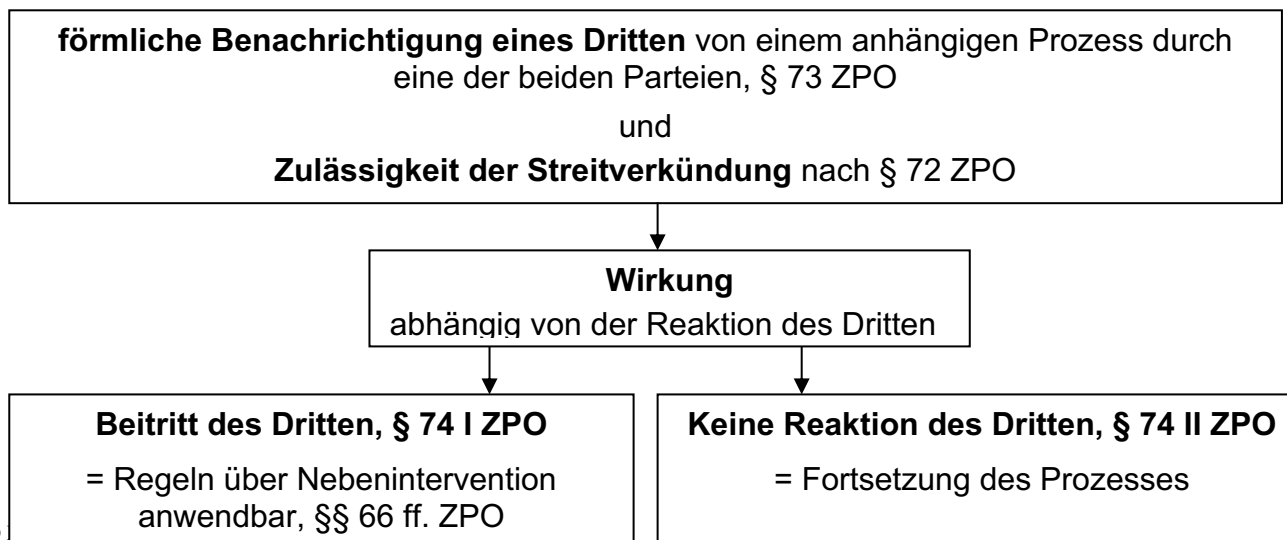 förmliche Benachrichtigung eines Dritten von einem anhängigen Prozess durch
eine der beiden Parteien, § 73 ZPO
und
Zulässigkeit der Streitverkündung nach § 72 ZPO
Wirkung
abhängig von der Reaktion des Dritten
Beitritt des Dritten, § 74 I ZPO
= Regeln über Nebenintervention
anwendbar, §§ 66 ff. ZPO
Keine Reaktion des Dritten, § 74 II ZPO
= Fortsetzung des Prozesses